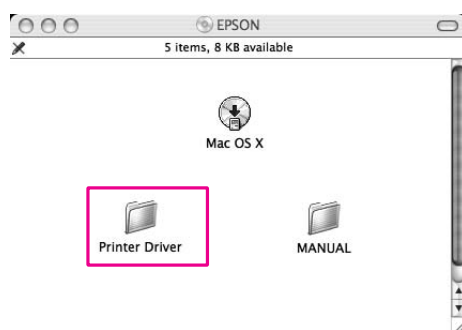 EPSON
5 items, 8 KB available
Mac OS X
Printer Driver
MANUAL